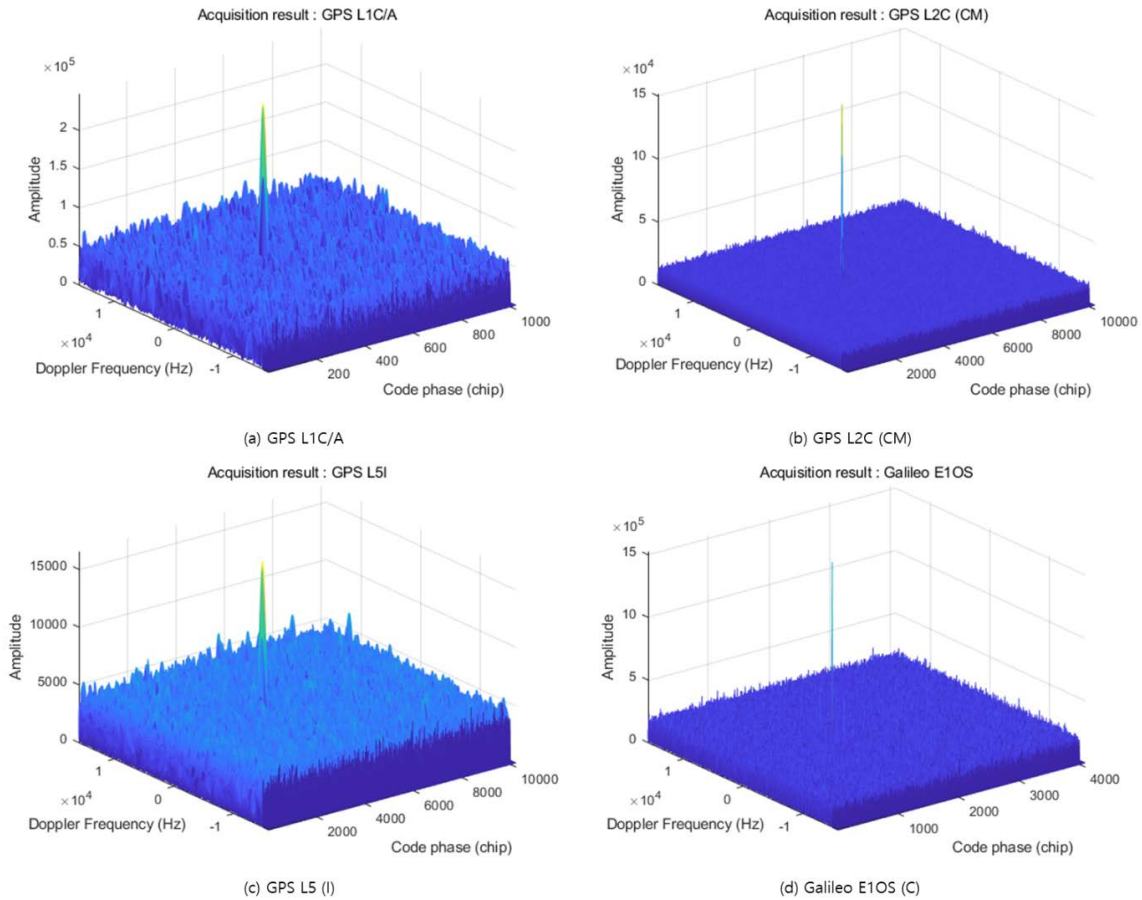 Acquisition result : GPS L1C/A
× 10^5
2
1.5
1
0.5
0
Amplitude
1
0
-1
× 10^4
Doppler Frequency (Hz)
200
400
600
800
1000
Code phase (chip)
(a) GPS L1C/A
Acquisition result : GPS L2C (CM)
× 10^4
15
10
5
0
Amplitude
1
0
-1
× 10^4
Doppler Frequency (Hz)
2000
4000
6000
8000
10000
Code phase (chip)
(b) GPS L2C (CM)
Acquisition result : GPS L5I
15000
10000
5000
0
Amplitude
1
0
-1
× 10^4
Doppler Frequency (Hz)
2000
4000
6000
8000
10000
Code phase (chip)
(c) GPS L5 (I)
Acquisition result : Galileo E1OS
× 10^5
15
10
5
0
Amplitude
1
0
-1
× 10^4
Doppler Frequency (Hz)
1000
2000
3000
4000
Code phase (chip)
(d) Galileo E1OS (C)